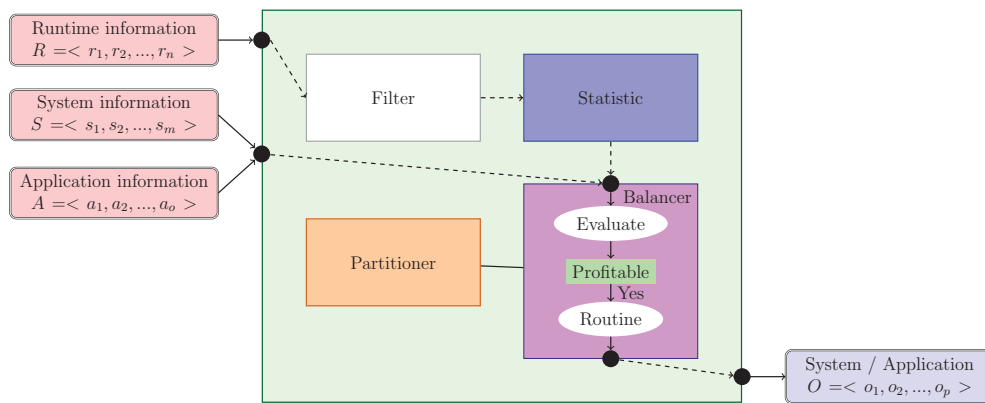 Runtime information
R =< r₁, r₂, ..., rₙ >
System information
S =< s₁, s₂, ..., sₘ >
Application information
A =< a₁, a₂, ..., aₒ >
Filter
Statistic
Balancer
Evaluate
Partitioner
Profitable
Yes
Routine
System / Application
O =< o₁, o₂, ..., oₚ >